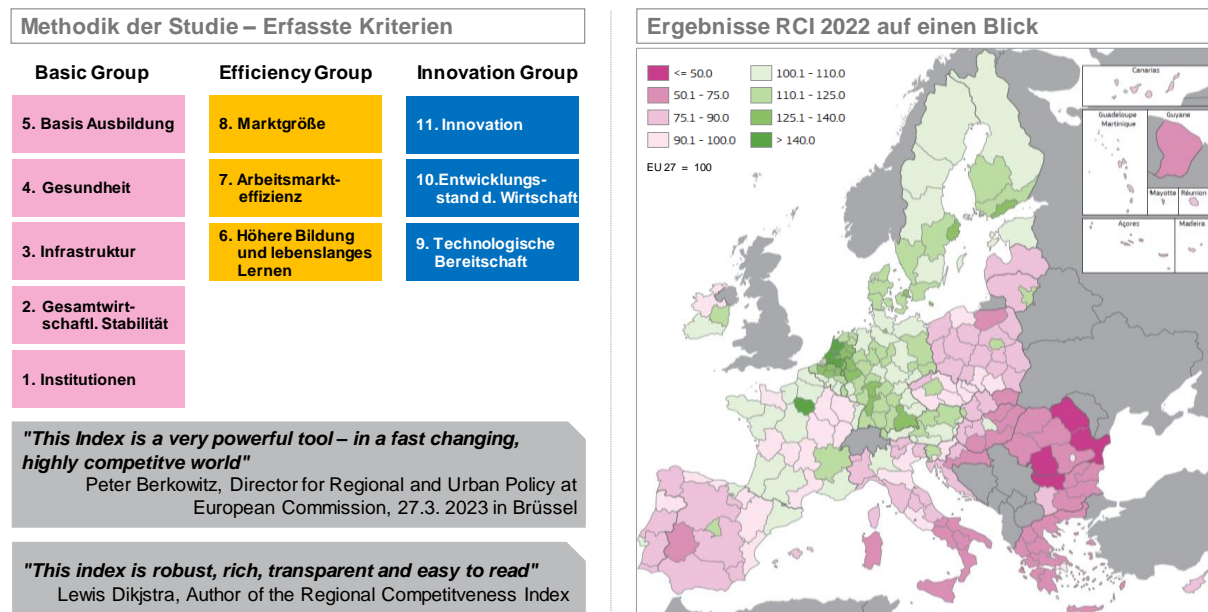 Methodik der Studie – Erfasste Kriterien
Basic Group
Efficiency Group
Innovation Group
5. Basis Ausbildung
4. Gesundheit
3. Infrastruktur
2. Gesamtwirt-
schaftl. Stabilität
1. Institutionen
8. Marktgröße
7. Arbeitsmarkt-
effizienz
6. Höhere Bildung
und lebenslanges
Lernen
11. Innovation
10.Entwicklungs-
stand d. Wirtschaft
9. Technologische
Bereitschaft
"This Index is a very powerful tool – in a fast changing,
highly competitve world"
Peter Berkowitz, Director for Regional and Urban Policy at
European Commission, 27.3. 2023 in Brüssel
"This index is robust, rich, transparent and easy to read"
Lewis Dikjstra, Author of the Regional Competitveness Index
Ergebnisse RCI 2022 auf einen Blick
<= 50.0
50.1 - 75.0
75.1 - 90.0
90.1 - 100.0
100.1 - 110.0
110.1 - 125.0
125.1 - 140.0
> 140.0
EU 27 = 100
Canarias
Guadeloupe
Martinique
Guyane
Mayotte
Réunion
Açores
Madeira